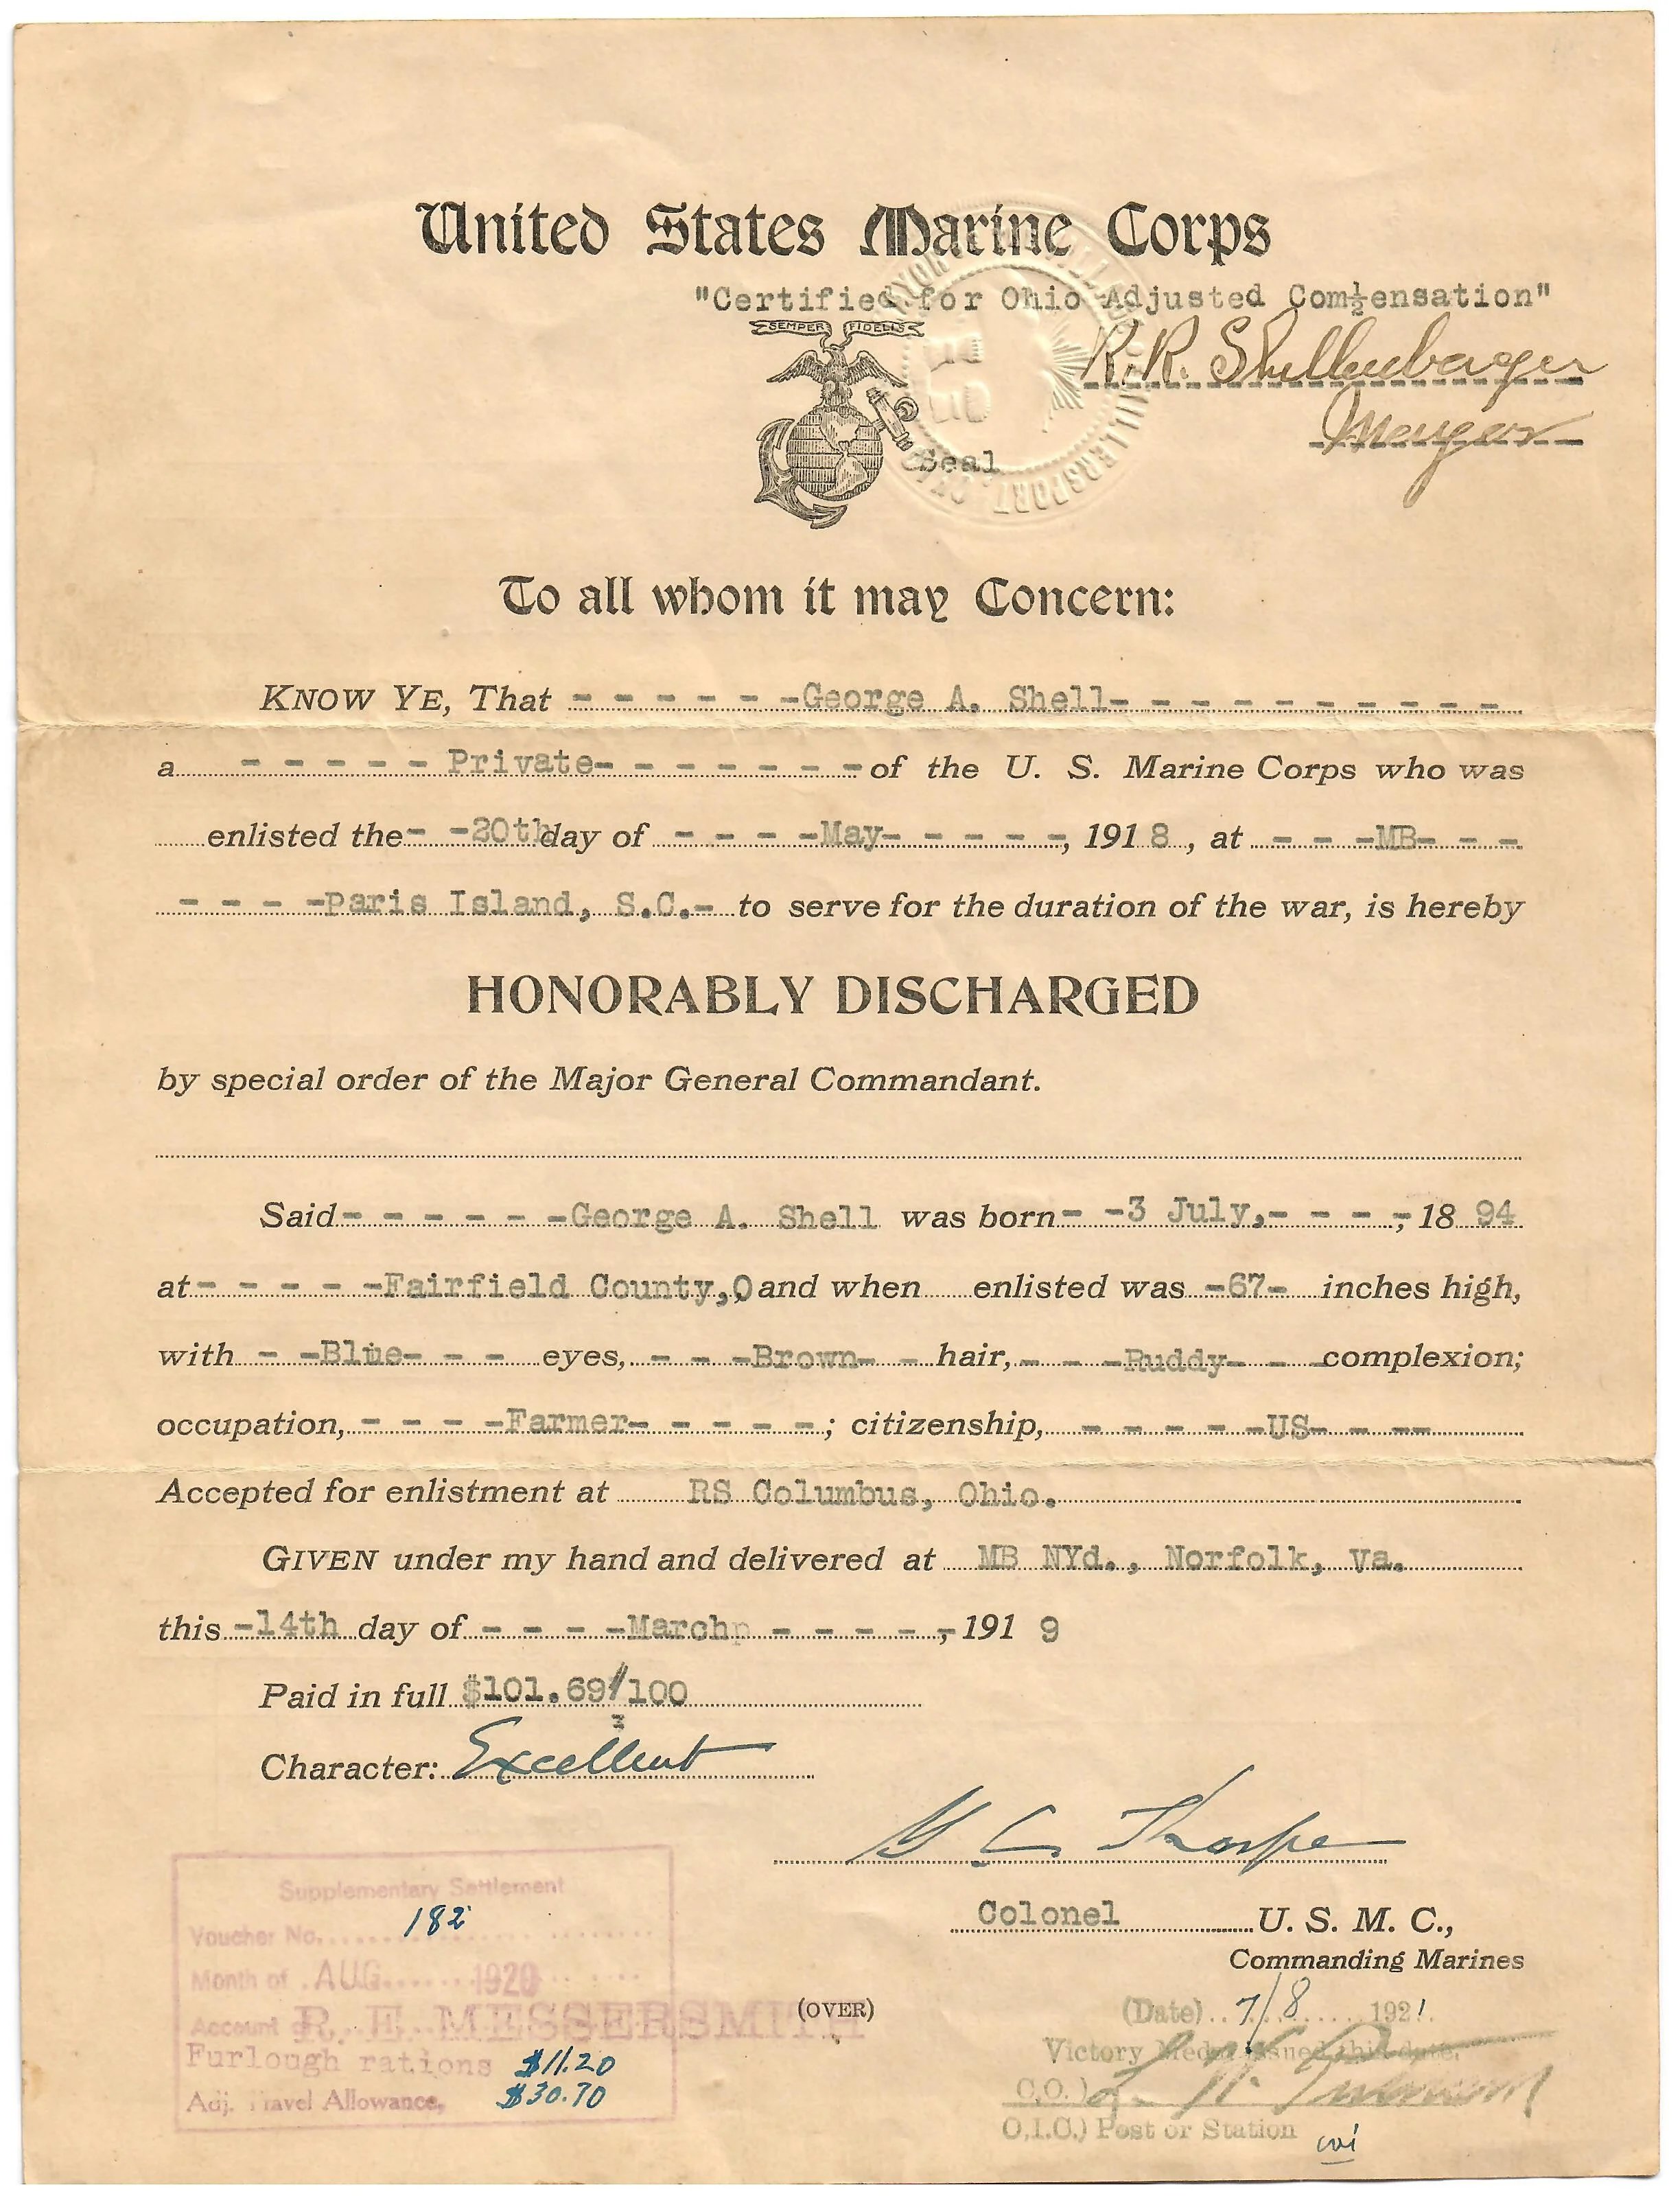 United States Marine Corps
"Certified for Ohio Adjusted Com½ensation"
SEMPER FIDELIS
R.R. Shellenbarger
Seal
To all whom it may Concern:
KNOW YE, That - - - - - -George A. Shell- - - - - - - - - -
a - - - - - Private- - - - - - - of the U. S. Marine Corps who was
enlisted the- -20th day of - - - -May- - - - -, 1918, at - - -MB- - -
- - - -Paris Island, S.C.- to serve for the duration of the war, is hereby
HONORABLY DISCHARGED
by special order of the Major General Commandant.
Said- - - - - -George A. Shell was born- -3 July,- - - -, 1894
at- - - - -Fairfield County,O and when enlisted was -67- inches high,
with - -Blue- - - eyes, - - -Brown- - hair, - - -Ruddy- - complexion;
occupation, - - - -Farmer- - - - -; citizenship, - - - - -US- - --
Accepted for enlistment at RS Columbus, Ohio.
GIVEN under my hand and delivered at MB NYd., Norfolk, Va.
this -14th day of - - - -March - - - - -, 1919
Paid in full $101.69/100
3
Character: Excellent
G C Thorpe
Colonel U. S. M. C.,
Commanding Marines
Supplementary Settlement
Voucher No. 182
Month of AUG 1920
Account of R. E. MESSERSMITH
Furlough rations $11.20
Adj. Travel Allowance, $30.70
(OVER)
(Date) 7/8 1921.
Victory Medal issued this date.
C.O.)
O.I.C.) Post or Station